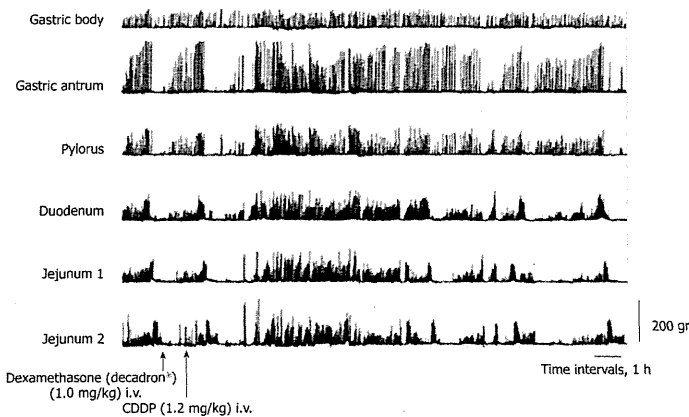 Gastric body
Gastric antrum
Pylorus
Duodenum
Jejunum 1
Jejunum 2
200 gr
Time intervals, 1 h
Dexamethasone (decadron®)
(1.0 mg/kg) i.v.
CDDP (1.2 mg/kg) i.v.